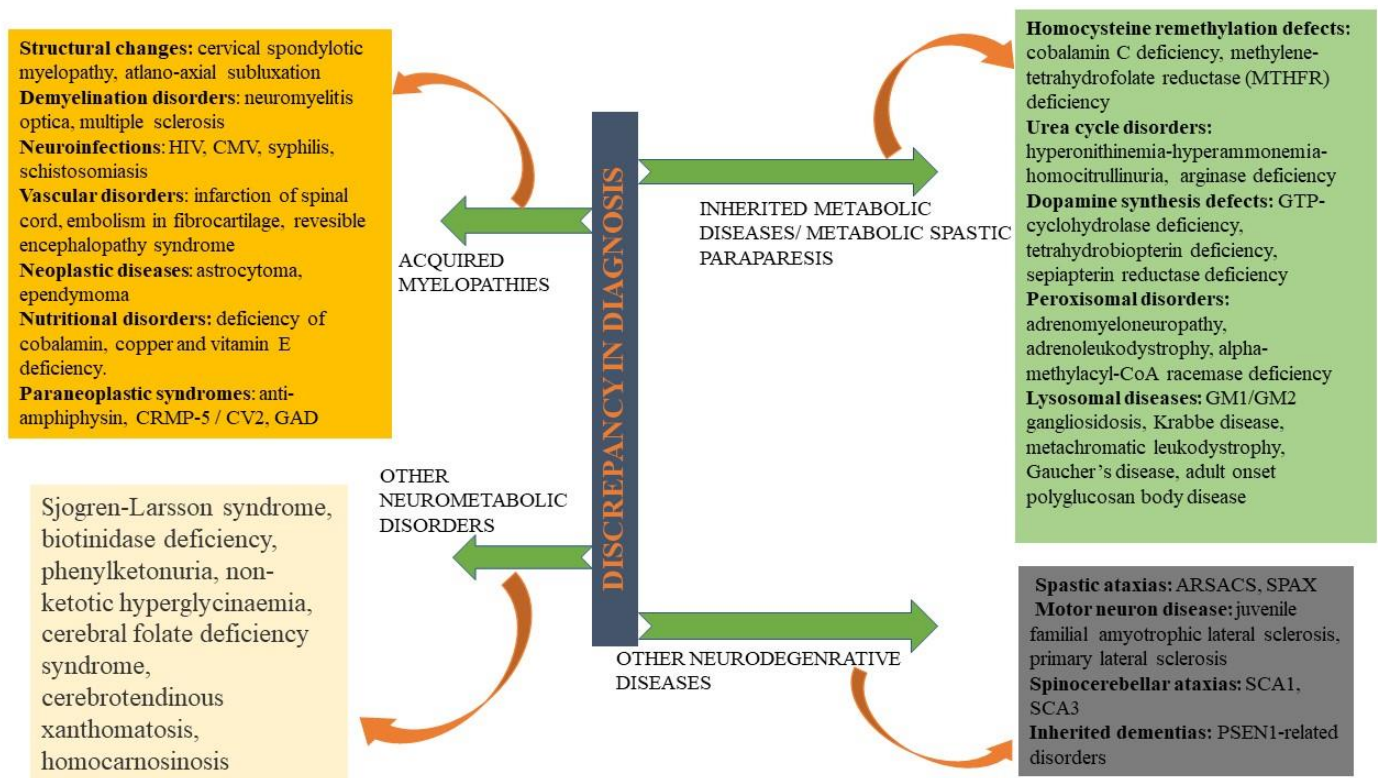 Structural changes: cervical spondylotic
myelopathy, atlano-axial subluxation
Demyelination disorders: neuromyelitis
optica, multiple sclerosis
Neuroinfections: HIV, CMV, syphilis,
schistosomiasis
Vascular disorders: infarction of spinal
cord, embolism in fibrocartilage, revesible
encephalopathy syndrome
Neoplastic diseases: astrocytoma,
ependymoma
Nutritional disorders: deficiency of
cobalamin, copper and vitamin E
deficiency.
Paraneoplastic syndromes: anti-
amphiphysin, CRMP-5 / CV2, GAD
ACQUIRED
MYELOPATHIES
OTHER
NEUROMETABOLIC
DISORDERS
Sjogren-Larsson syndrome,
biotinidase deficiency,
phenylketonuria, non-
ketotic hyperglycinaemia,
cerebral folate deficiency
syndrome,
cerebrotendinous
xanthomatosis,
homocarnosinosis
DISCREPANCY IN DIAGNOSIS
INHERITED METABOLIC
DISEASES/ METABOLIC SPASTIC
PARAPARESIS
Homocysteine remethylation defects:
cobalamin C deficiency, methylene-
tetrahydrofolate reductase (MTHFR)
deficiency
Urea cycle disorders:
hyperonithinemia-hyperammonemia-
homocitrullinuria, arginase deficiency
Dopamine synthesis defects: GTP-
cyclohydrolase deficiency,
tetrahydrobiopterin deficiency,
sepiapterin reductase deficiency
Peroxisomal disorders:
adrenomyeloneuropathy,
adrenoleukodystrophy, alpha-
methylacyl-CoA racemase deficiency
Lysosomal diseases: GM1/GM2
gangliosidosis, Krabbe disease,
metachromatic leukodystrophy,
Gaucher’s disease, adult onset
polyglucosan body disease
OTHER NEURODEGENRATIVE
DISEASES
Spastic ataxias: ARSACS, SPAX
Motor neuron disease: juvenile
familial amyotrophic lateral sclerosis,
primary lateral sclerosis
Spinocerebellar ataxias: SCA1,
SCA3
Inherited dementias: PSEN1-related
disorders